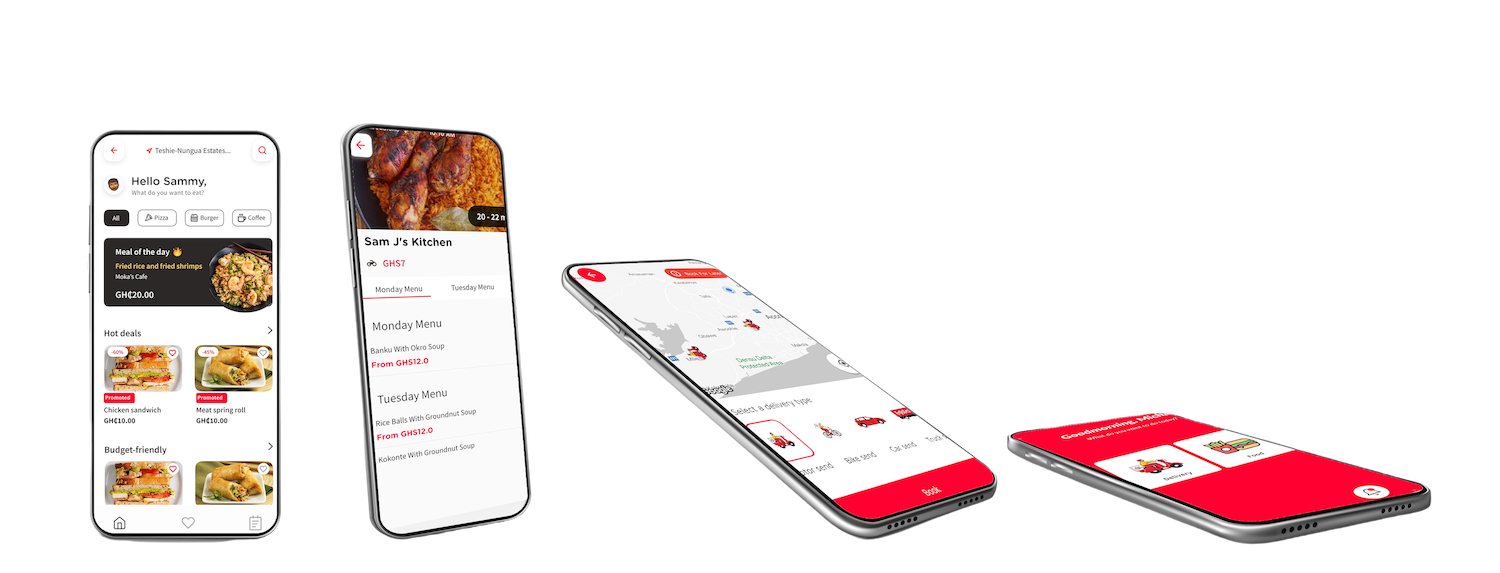 Teshie-Nungua Estates...
Hello Sammy,
What do you want to eat?
All
Pizza
Burger
Coffee
Meal of the day
Fried rice and fried shrimps
Moka's Cafe
GH₵20.00
Hot deals
-60%
-45%
Promoted
Promoted
Chicken sandwich
Meat spring roll
GH₵10.00
GH₵10.00
Budget-friendly
20 - 22 m
Sam J's Kitchen
GHS7
Monday Menu
Tuesday Menu
Monday Menu
Banku With Okro Soup
From GHS12.0
Tuesday Menu
Rice Balls With Groundnut Soup
From GHS12.0
Kokonte With Groundnut Soup
Book For Later
Densu Delta
Protected Area
Select a delivery type
tor send
Bike send
Car send
Truck
Book
Goodmorning,
What do you want to do today?
Delivery
Food